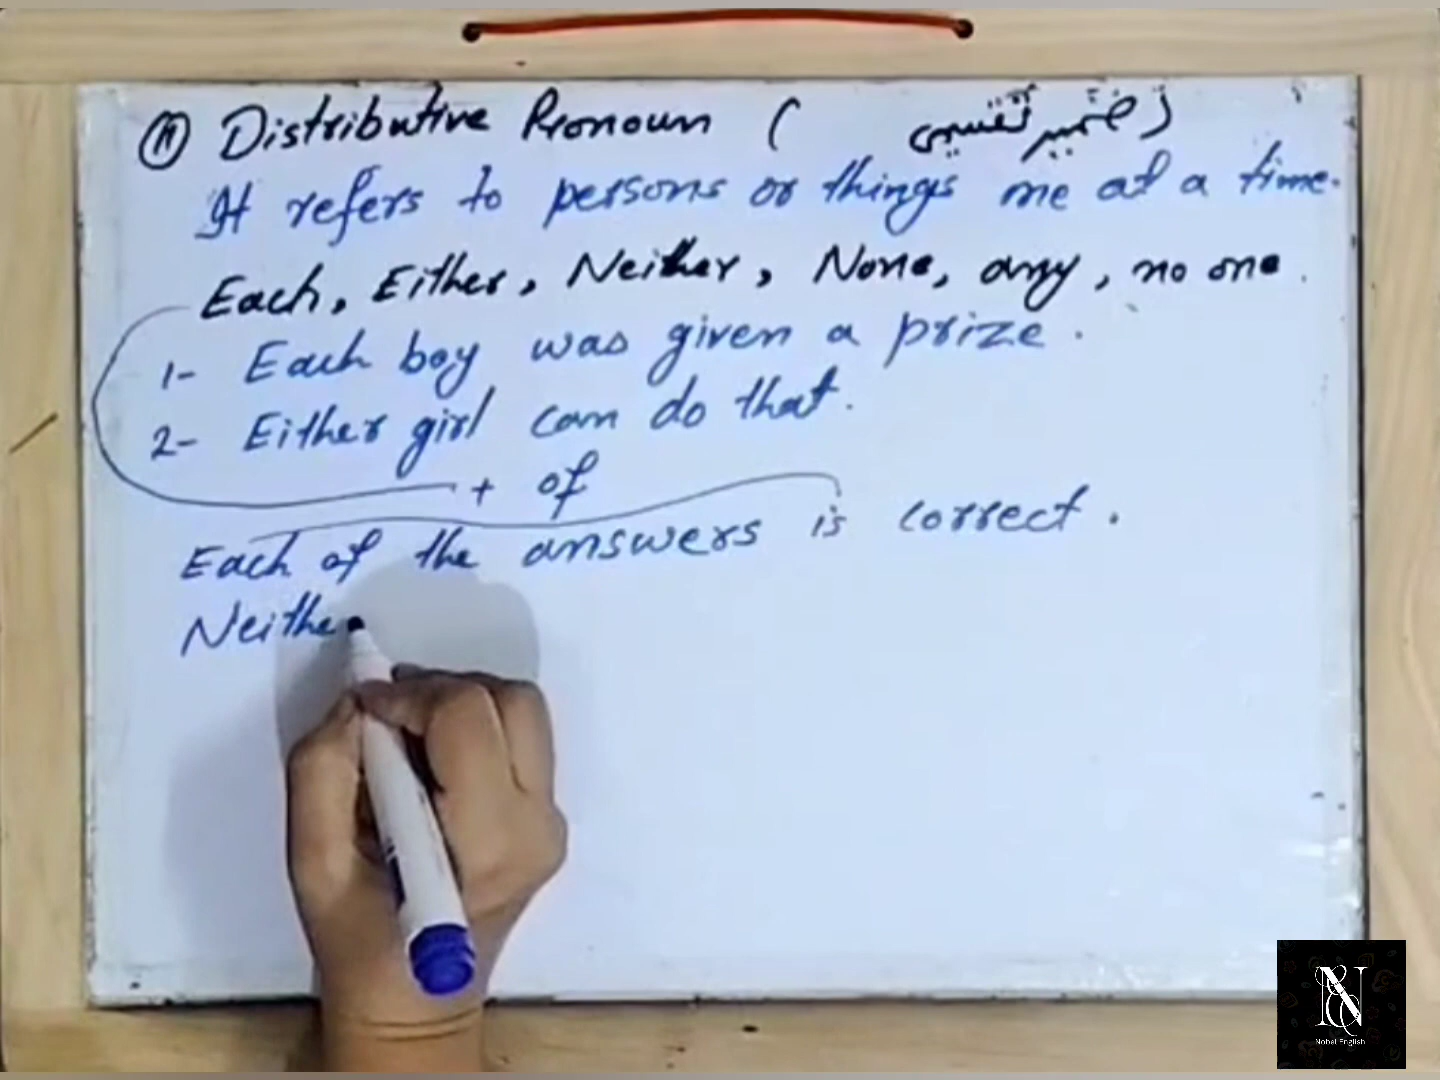 ⑪ Distributive Pronoun ( ضمیر تقسیمی )
It refers to persons or things one at a time.
Each, Either, Neither, None, any, no one.
1- Each boy was given a prize.
2- Either girl can do that.
+ of
Each of the answers is correct.
Neithe
N
Nobel English